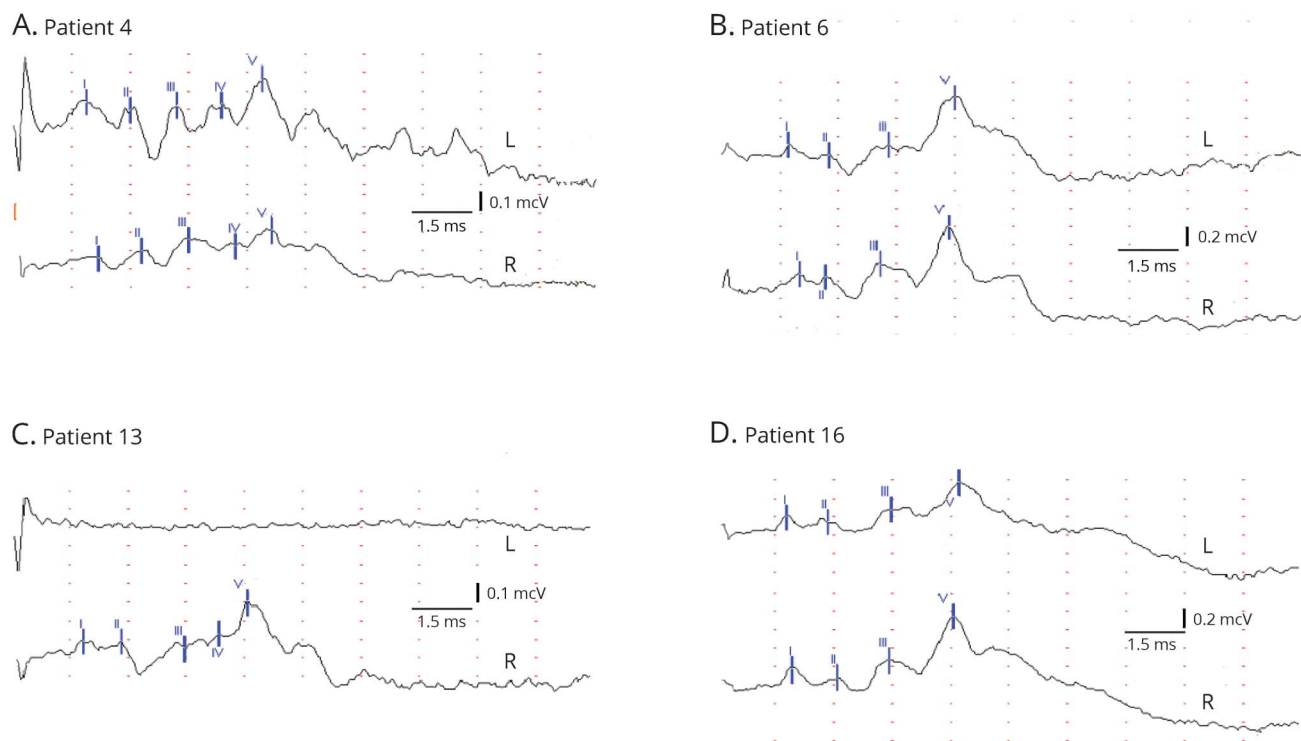 A. Patient 4
I II III IV V
L
0.1 mcV
1.5 ms
I II III IV V
R
B. Patient 6
I II III V
L
0.2 mcV
1.5 ms
I II III V
R
C. Patient 13
L
0.1 mcV
1.5 ms
I II III IV V
R
D. Patient 16
I II III V
L
0.2 mcV
1.5 ms
I II III V
R